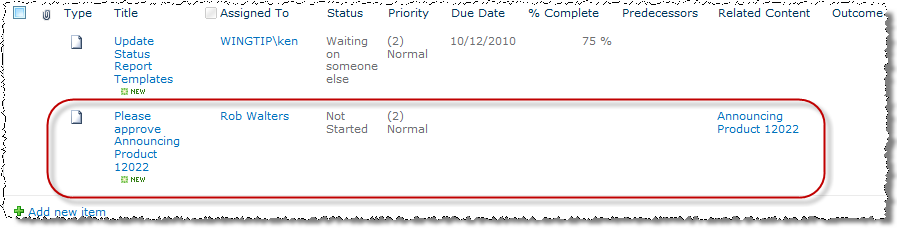 Type Title Assigned To Status Priority Due Date % Complete Predecessors Related Content Outcome
Update WINGTIP\ken Waiting (2) 10/12/2010 75 %
Status on Normal
Report someone
Templates else
NEW
Please Rob Walters Not (2) Announcing
approve Started Normal Product 12022
Announcing
Product
12022
NEW
Add new item